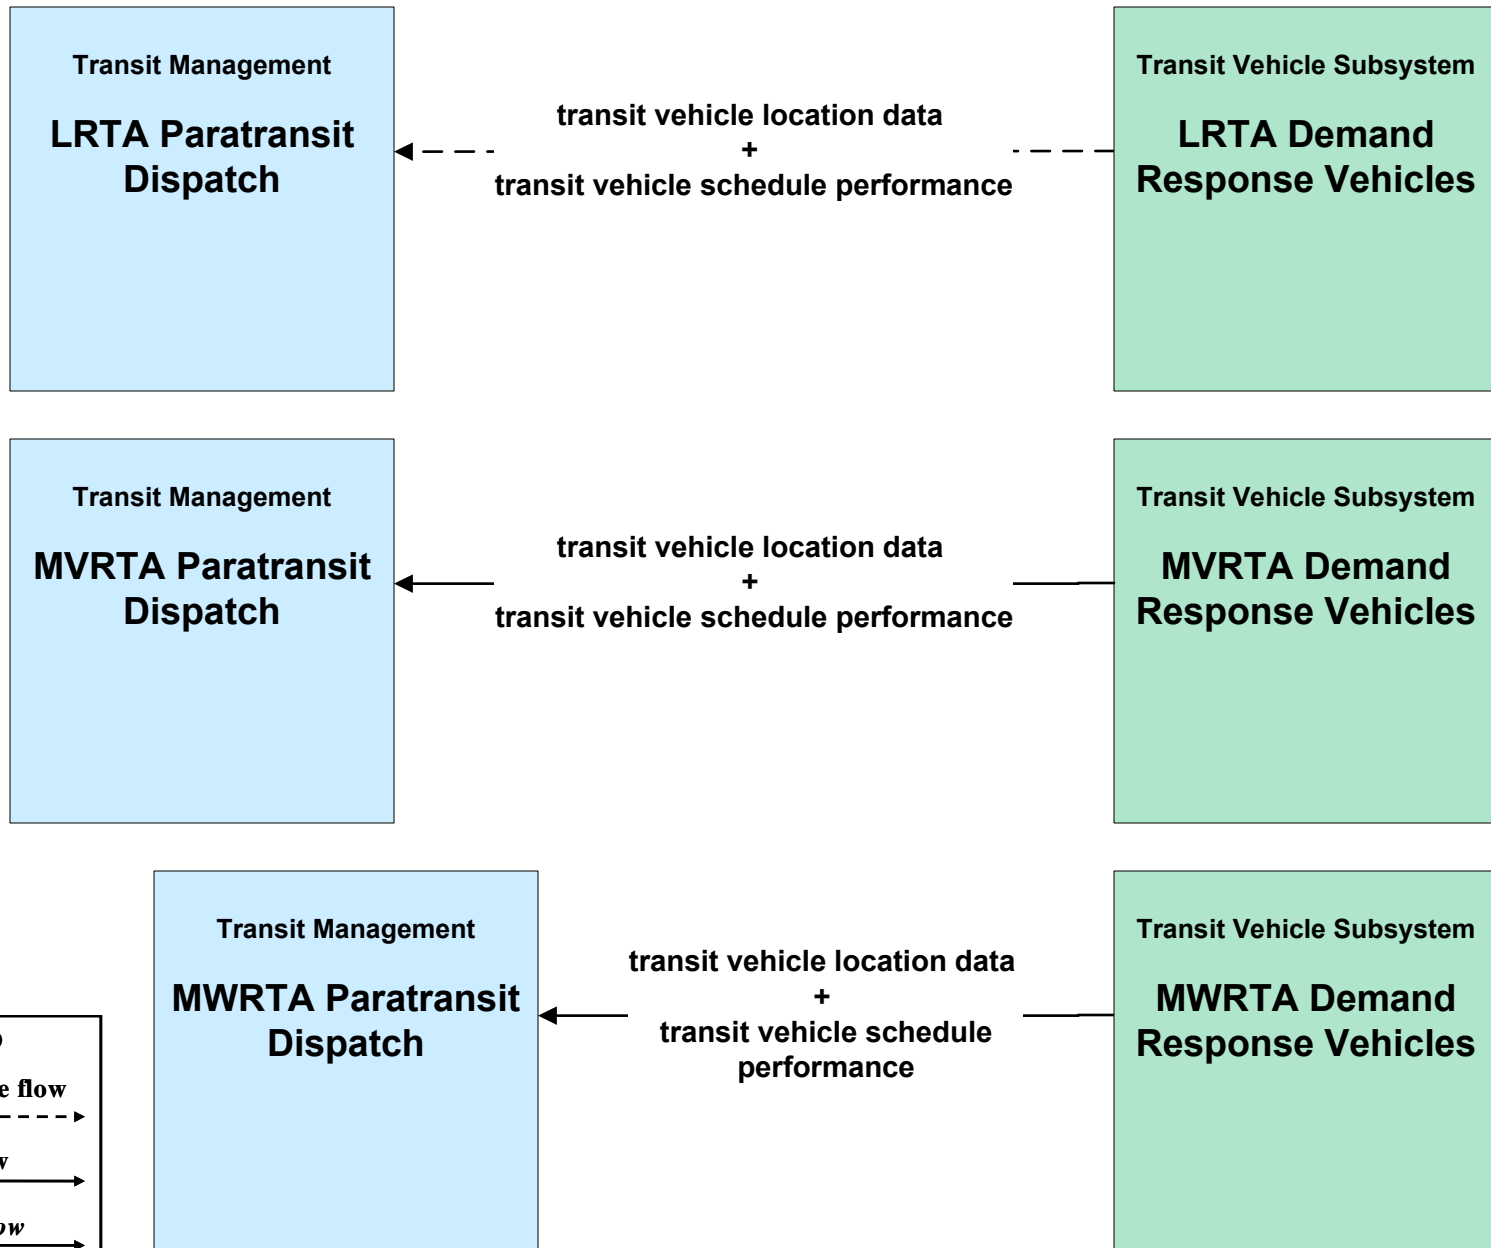 Transit Management
LRTA Paratransit
Dispatch
transit vehicle location data
+
transit vehicle schedule performance
Transit Vehicle Subsystem
LRTA Demand
Response Vehicles
Transit Management
MVRTA Paratransit
Dispatch
transit vehicle location data
+
transit vehicle schedule performance
Transit Vehicle Subsystem
MVRTA Demand
Response Vehicles
Transit Management
MWRTA Paratransit
Dispatch
transit vehicle location data
+
transit vehicle schedule
performance
Transit Vehicle Subsystem
MWRTA Demand
Response Vehicles
flow